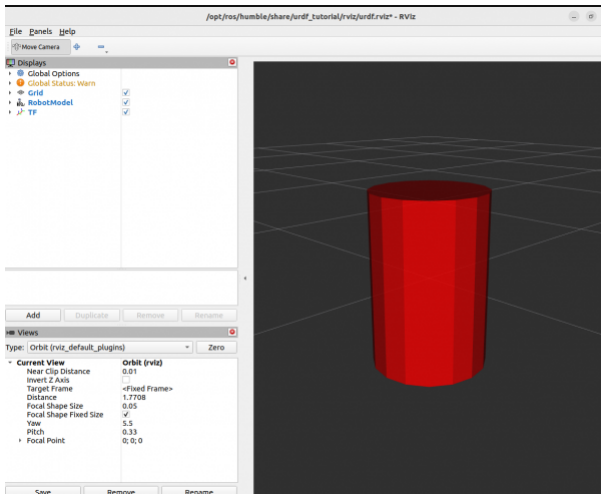 /opt/ros/humble/share/urdf_tutorial/rviz/urdf.rviz* - RViz
File Panels Help
Move Camera
Displays
Global Options
Global Status: Warn
Grid
RobotModel
TF
Add Duplicate Remove Rename
Views
Type: Orbit (rviz_default_plugins) Zero
Current View Orbit (rviz)
Near Clip Distance 0.01
Invert Z Axis
Target Frame <Fixed Frame>
Distance 1.7708
Focal Shape Size 0.05
Focal Shape Fixed Size
Yaw 5.5
Pitch 0.33
Focal Point 0; 0; 0
Save Remove Rename